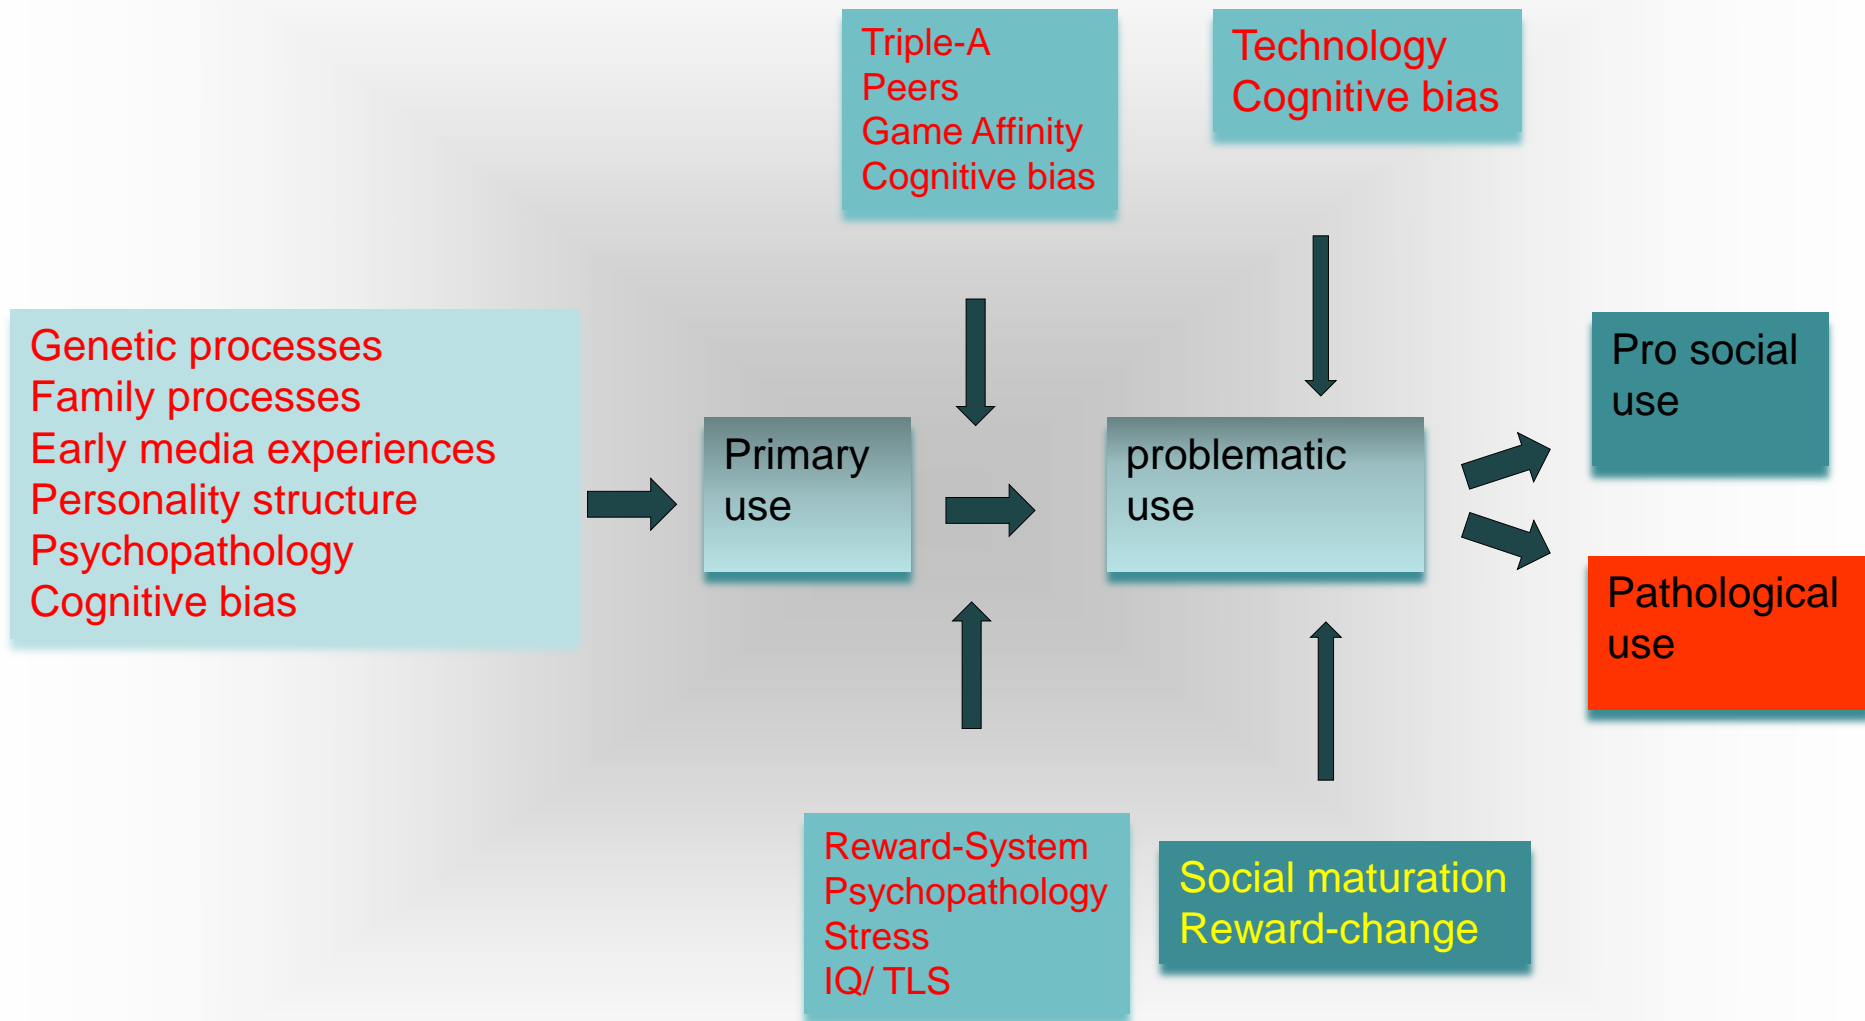 Triple-A
Peers
Game Affinity
Cognitive bias
Technology
Cognitive bias
Genetic processes
Family processes
Early media experiences
Personality structure
Psychopathology
Cognitive bias
Primary
use
problematic
use
Pro social
use
Pathological
use
Reward-System
Psychopathology
Stress
IQ/ TLS
Social maturation
Reward-change